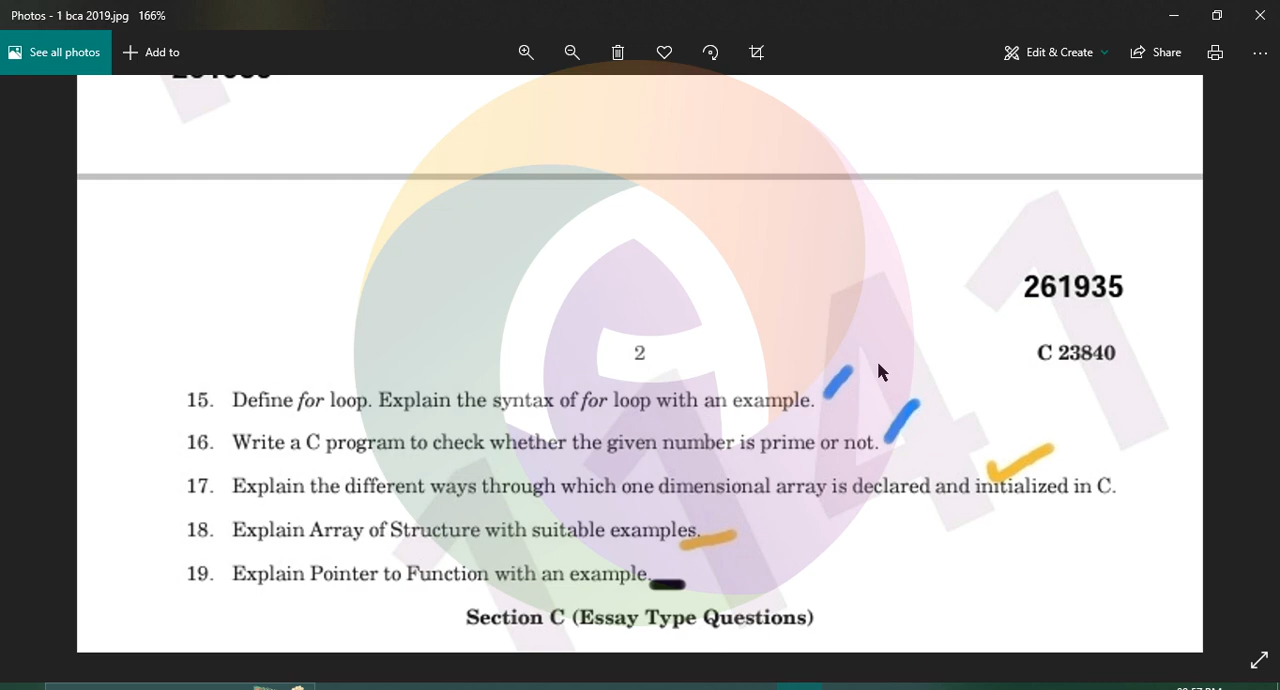 Photos - 1 bca 2019.jpg 166%
See all photos
Add to
Edit & Create
Share
261935
2
C 23840
15. Define for loop. Explain the syntax of for loop with an example.
16. Write a C program to check whether the given number is prime or not.
17. Explain the different ways through which one dimensional array is declared and initialized in C.
18. Explain Array of Structure with suitable examples.
19. Explain Pointer to Function with an example.
Section C (Essay Type Questions)